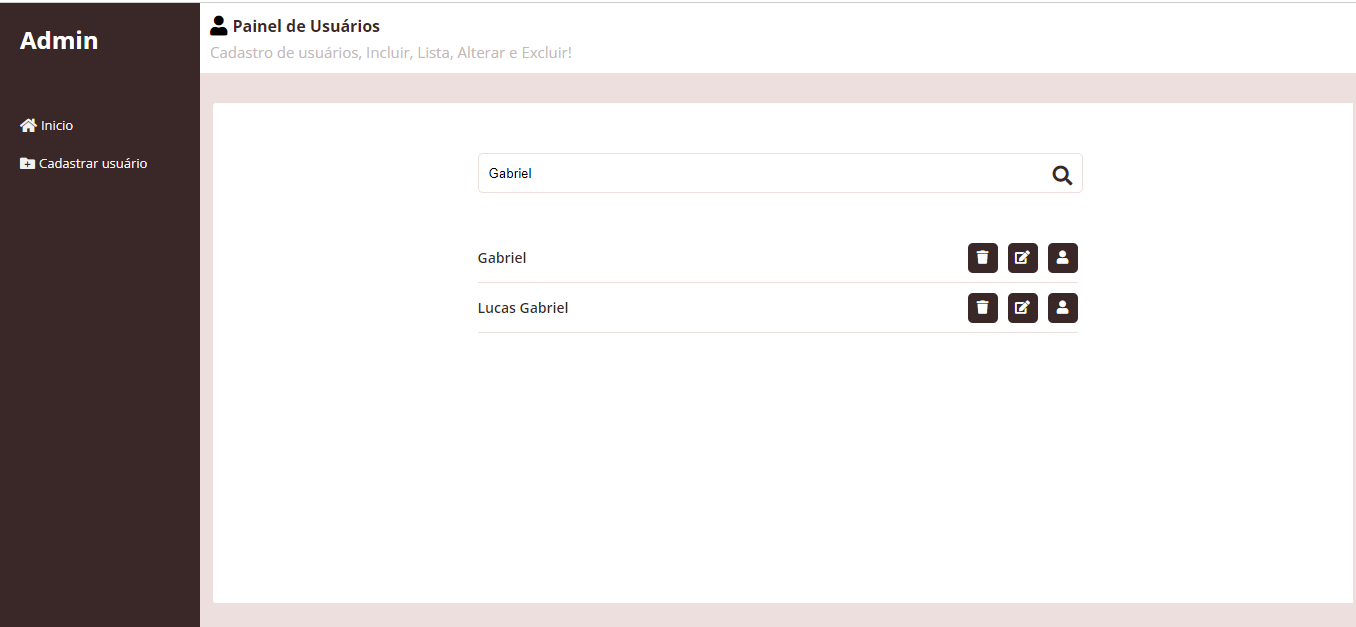 Admin
Inicio
Cadastrar usuário
Painel de Usuários
Cadastro de usuários, Incluir, Lista, Alterar e Excluir!
Gabriel
Gabriel
Lucas Gabriel